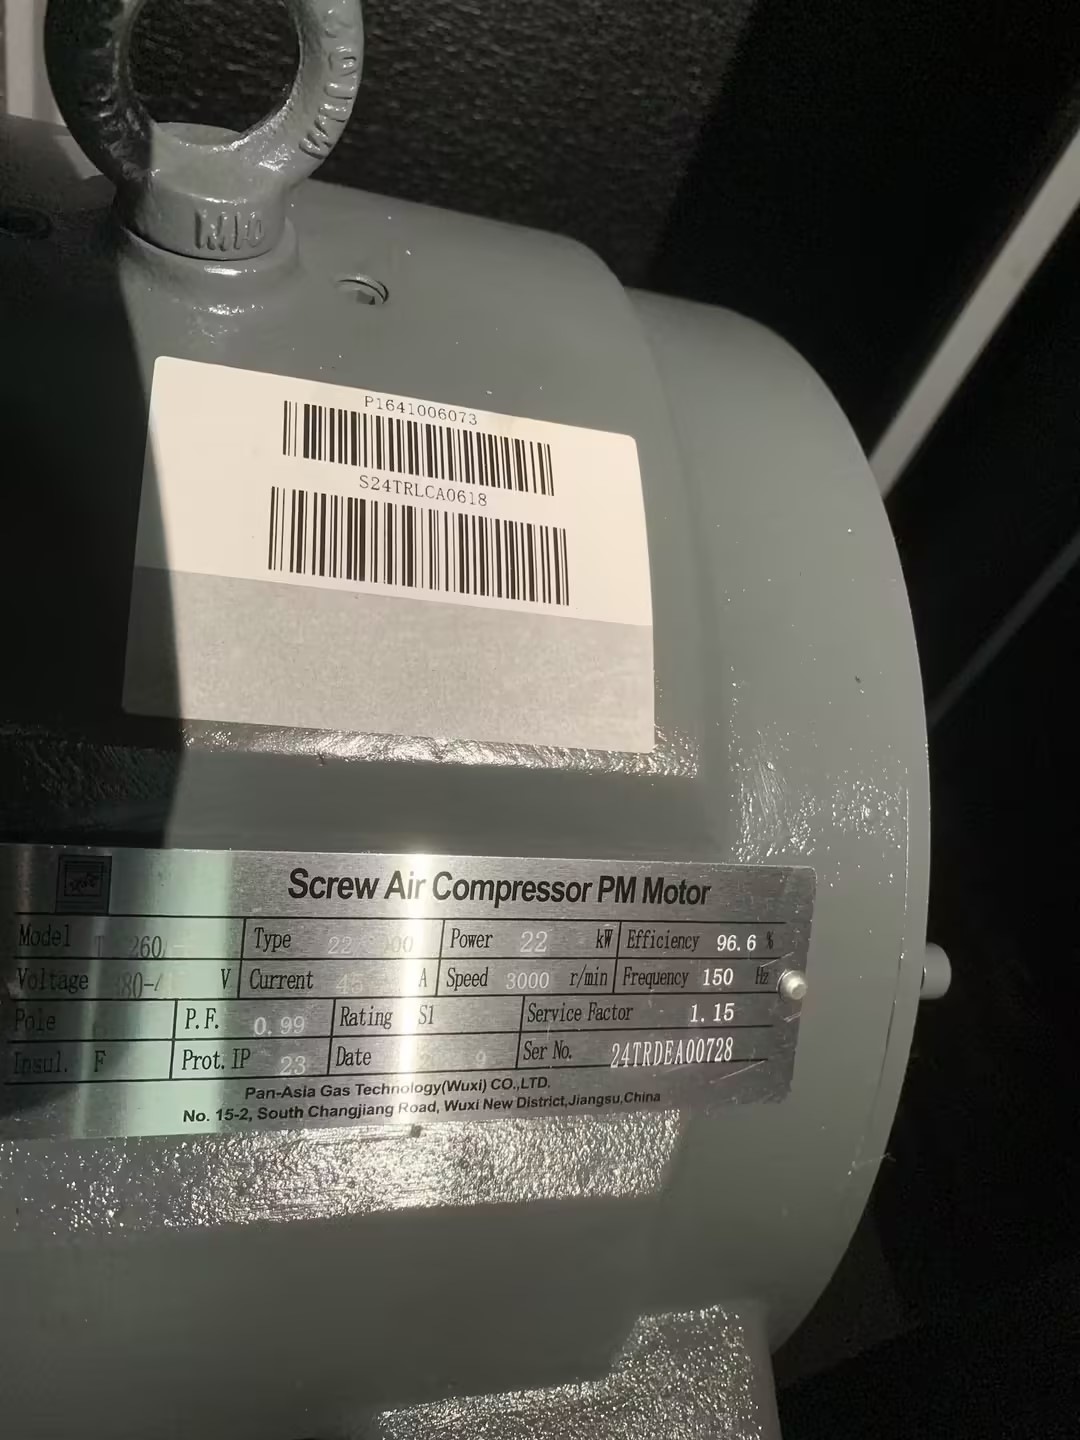 M10
P1641006073
S24TRLCA0618
Screw Air Compressor PM Motor
Model Type Power 22 kW Efficiency 96.6 %
Voltage V Current A Speed 3000 r/min Frequency 150 Hz
Pole P.F. 0.99 Rating S1 Service Factor 1.15
Insul. F Prot. IP 23 Date Ser No. 24TRDEA00728
Pan-Asia Gas Technology(Wuxi) CO.,LTD.
No. 15-2, South Changjiang Road, Wuxi New District,Jiangsu,China